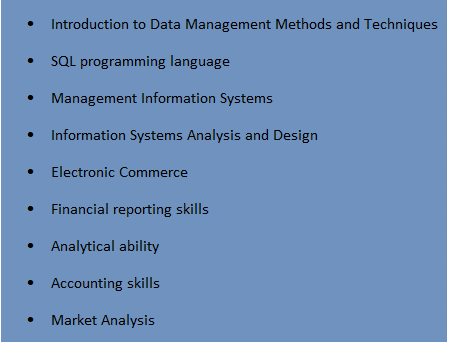 • Introduction to Data Management Methods and Techniques
• SQL programming language
• Management Information Systems
• Information Systems Analysis and Design
• Electronic Commerce
• Financial reporting skills
• Analytical ability
• Accounting skills
• Market Analysis